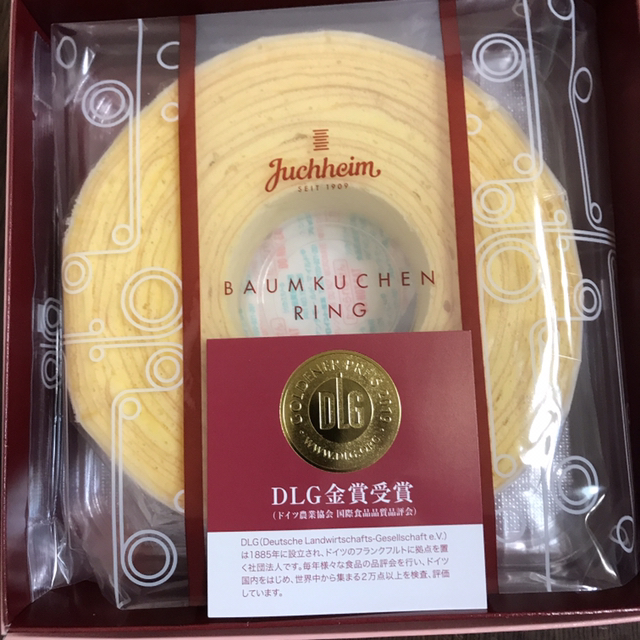 Juchheim
SEIT 1909
BAUMKUCHEN
RING
GOLDENER PREIS
DLG
WWW.DLG.ORG
DLG金賞受賞
(ドイツ農業協会 国際食品品質品評会)
DLG(Deutsche Landwirtschafts-Gesellschaft e.V.)
は1885年に設立され、ドイツのフランクフルトに拠点を置
く社団法人です。毎年様々な食品の品評会を行い、ドイツ
国内をはじめ、世界中から集まる2万点以上を検査、評価
しています。